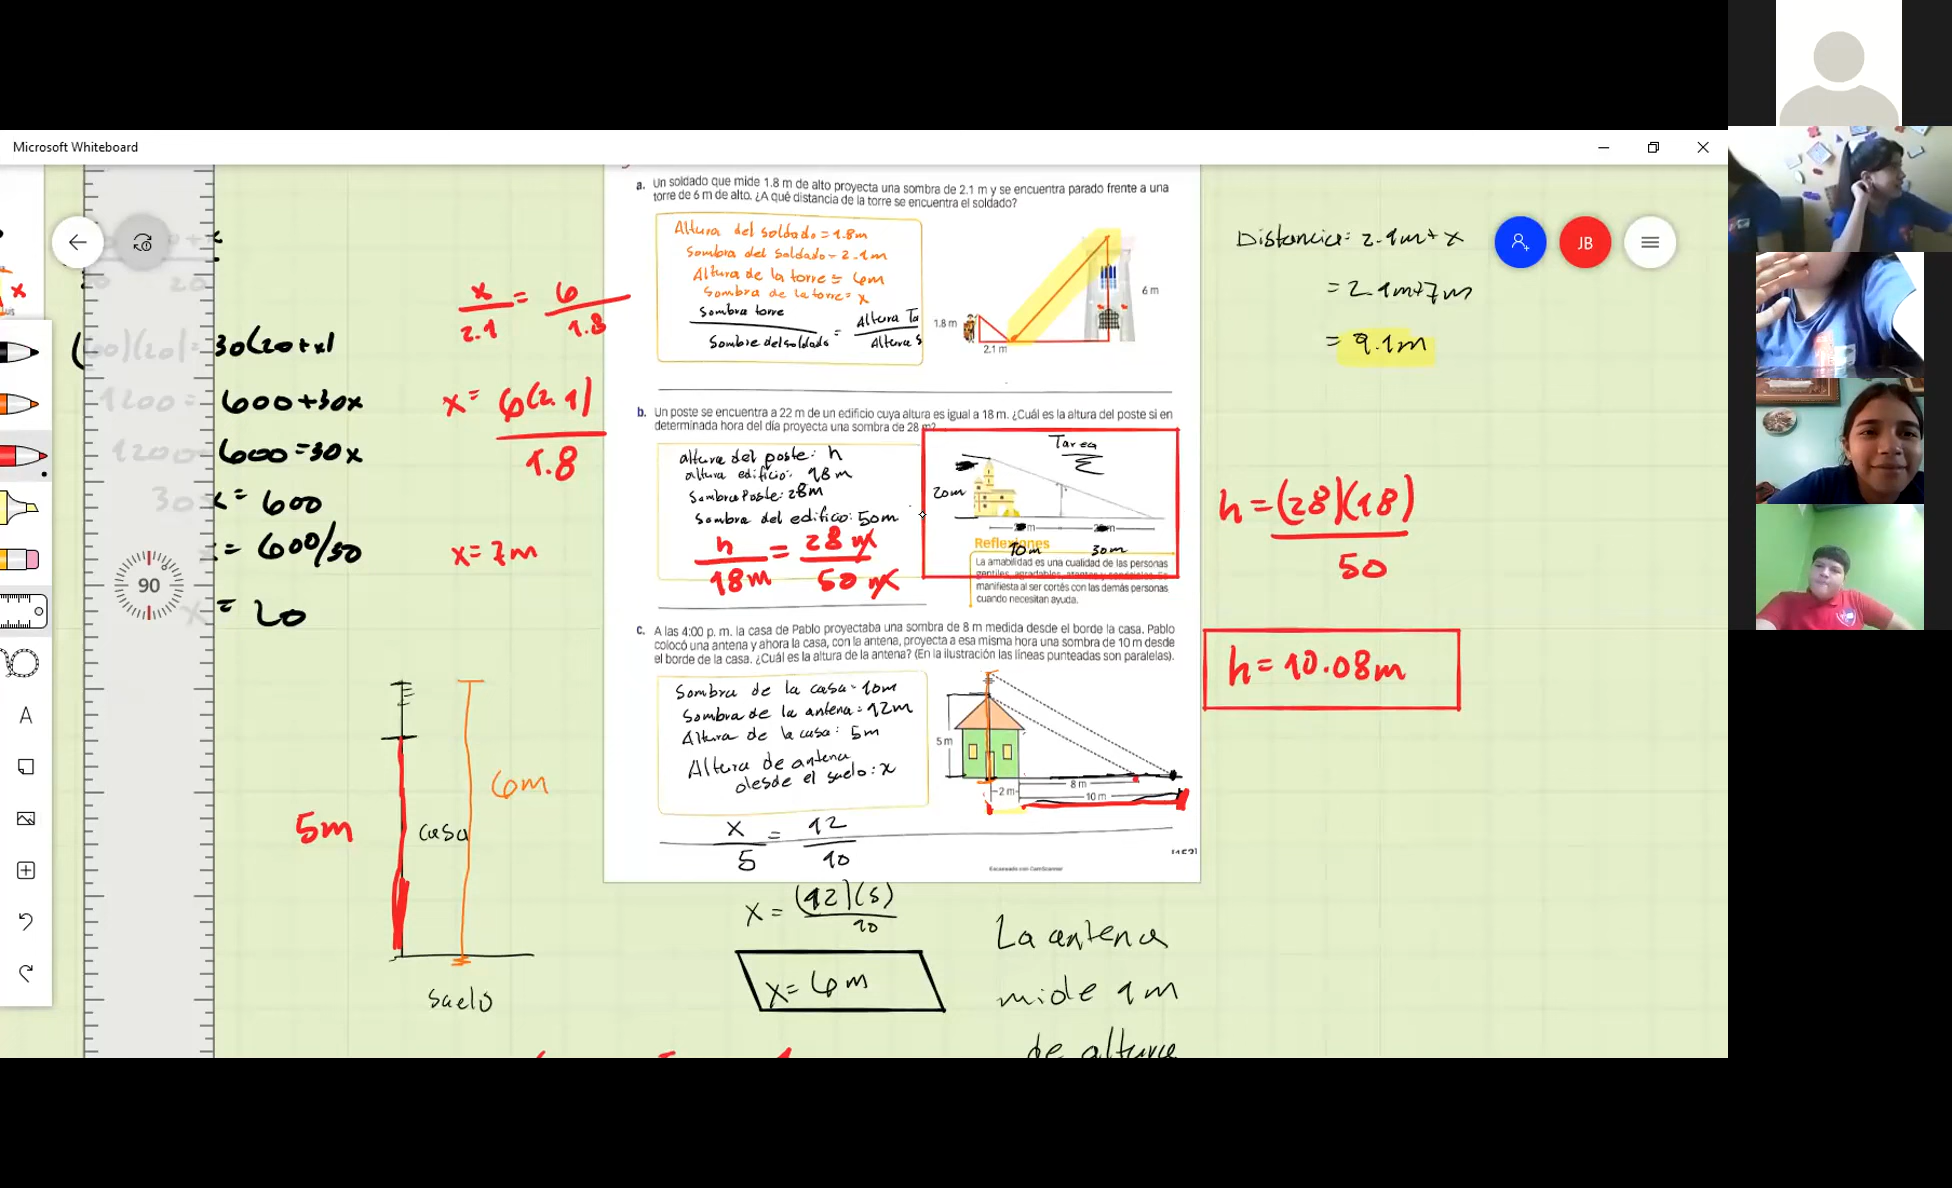 Microsoft Whiteboard
a. Un soldado que mide 1.8 m de alto proyecta una sombra de 2.1 m y se encuentra parado frente a una
torre de 6 m de alto. ¿A qué distancia de la torre se encuentra el soldado?
Altura del soldado = 1.8m
Sombra del soldado = 2.1m
Altura de la torre = 6m
Sombra de la torre = x
Sombra torre
Sombra del soldado
=
Altura To
Altura S
1.8 m
2.1 m
6 m
Distancia: 2.1m + x
= 2.1m+7m
= 9.1m
JB
x/2.1 = 6/1.8
x = 6(2.1)
1.8
x = 7m
30(20+x)
1200 = 600+30x
600=30x
x = 600
= 600/30
= 20
90
b. Un poste se encuentra a 22 m de un edificio cuya altura es igual a 18 m. ¿Cuál es la altura del poste si en
determinada hora del día proyecta una sombra de 28 m?
altura del poste: h
altura edificio: 18m
Sombra Poste: 28m
Sombra del edificio: 50m
h/18m = 28m/50m
Tarea
20m
10m
30m
Reflexiones
La amabilidad es una cualidad de las personas
manifiesta al ser cortés con las demás personas
cuando necesitan ayuda.
h = (28)(18)
50
h = 10.08m
c. A las 4:00 p. m. la casa de Pablo proyectaba una sombra de 8 m medida desde el borde la casa. Pablo
colocó una antena y ahora la casa, con la antena, proyecta a esa misma hora una sombra de 10 m desde
el borde de la casa. ¿Cuál es la altura de la antena? (En la ilustración las líneas punteadas son paralelas).
Sombra de la casa = 10m
Sombra de la antena = 12m
Altura de la casa: 5m
Altura de antena
desde el suelo: x
5 m
2 m
8 m
10 m
x/5 = 12/10
Escaneado con CamScanner
x = (12)(5)
10
x = 6m
La antena
mide 1m
de altura
5m
casa
6m
suelo
A